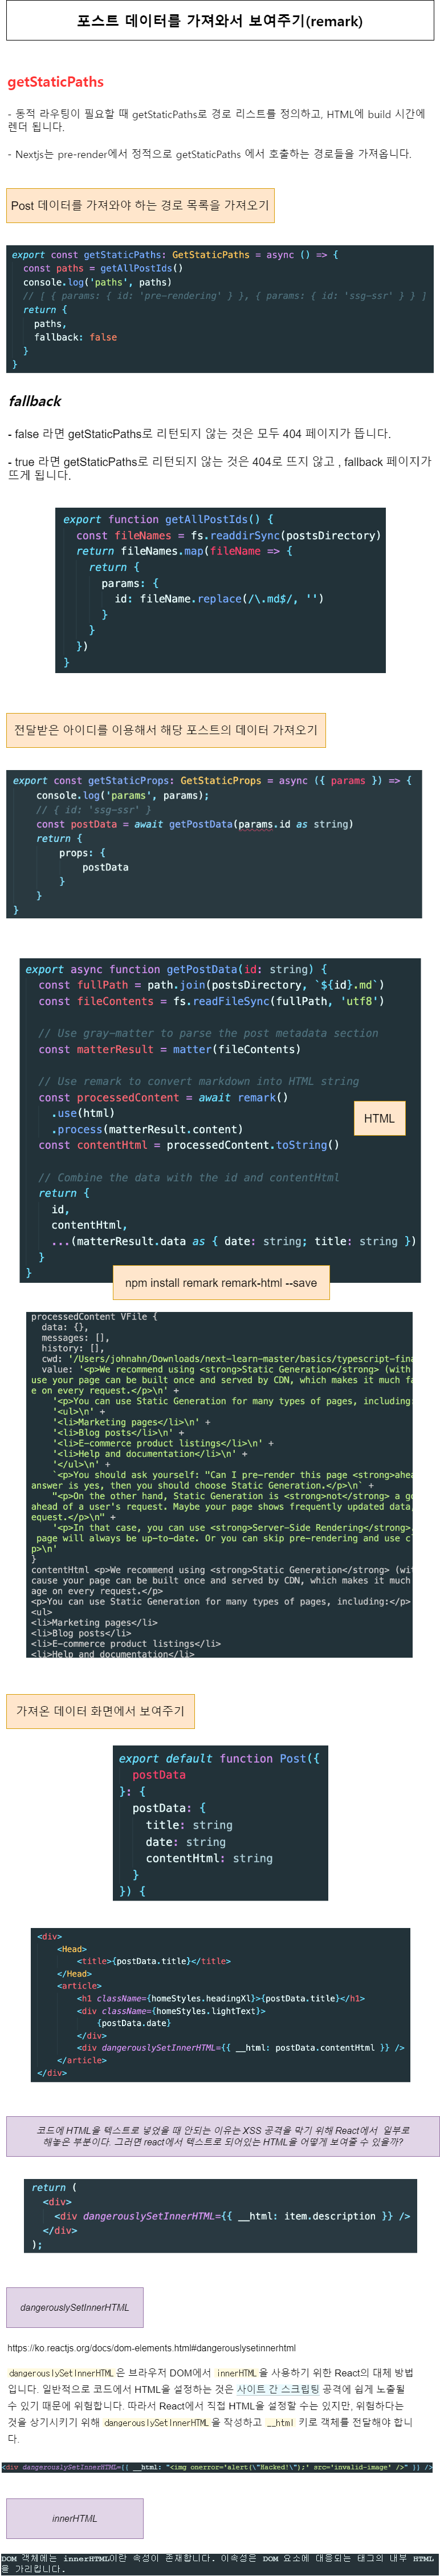 포스트 데이터를 가져와서 보여주기(remark)
getStaticPaths
- 동적 라우팅이 필요할 때 getStaticPaths로 경로 리스트를 정의하고, HTML에 build 시간에
렌더 됩니다.
- Nextjs는 pre-render에서 정적으로 getStaticPaths 에서 호출하는 경로들을 가져옵니다.
Post 데이터를 가져와야 하는 경로 목록을 가져오기
export const getStaticPaths: GetStaticPaths = async () => {
const paths = getAllPostIds()
console.log('paths', paths)
// [ { params: { id: 'pre-rendering' } }, { params: { id: 'ssg-ssr' } } ]
return {
paths,
fallback: false
}
}
fallback
- false 라면 getStaticPaths로 리턴되지 않는 것은 모두 404 페이지가 뜹니다.
- true 라면 getStaticPaths로 리턴되지 않는 것은 404로 뜨지 않고 , fallback 페이지가
뜨게 됩니다.
export function getAllPostIds() {
const fileNames = fs.readdirSync(postsDirectory)
return fileNames.map(fileName => {
return {
params: {
id: fileName.replace(/\.md$/, '')
}
}
})
}
전달받은 아이디를 이용해서 해당 포스트의 데이터 가져오기
export const getStaticProps: GetStaticProps = async ({ params }) => {
console.log('params', params);
// { id: 'ssg-ssr' }
const postData = await getPostData(params.id as string)
return {
props: {
postData
}
}
}
export async function getPostData(id: string) {
const fullPath = path.join(postsDirectory, `${id}.md`)
const fileContents = fs.readFileSync(fullPath, 'utf8')
// Use gray-matter to parse the post metadata section
const matterResult = matter(fileContents)
// Use remark to convert markdown into HTML string
const processedContent = await remark()
.use(html)
.process(matterResult.content)
const contentHtml = processedContent.toString()
HTML
// Combine the data with the id and contentHtml
return {
id,
contentHtml,
...(matterResult.data as { date: string; title: string })
}
}
npm install remark remark-html --save
processedContent VFile {
data: {},
messages: [],
history: [],
cwd: '/Users/johnahn/Downloads/next-learn-master/basics/typescript-fina
value: '<p>We recommend using <strong>Static Generation</strong> (with
use your page can be built once and served by CDN, which makes it much fa
e on every request.</p>\n' +
'<p>You can use Static Generation for many types of pages, including:
'<ul>\n' +
'<li>Marketing pages</li>\n' +
'<li>Blog posts</li>\n' +
'<li>E-commerce product listings</li>\n' +
'<li>Help and documentation</li>\n' +
'</ul>\n' +
`<p>You should ask yourself: "Can I pre-render this page <strong>ahea
answer is yes, then you should choose Static Generation.</p>\n` +
"<p>On the other hand, Static Generation is <strong>not</strong> a go
ahead of a user's request. Maybe your page shows frequently updated data,
equest.</p>\n" +
'<p>In that case, you can use <strong>Server-Side Rendering</strong>.
page will always be up-to-date. Or you can skip pre-rendering and use cl
p>\n'
}
contentHtml <p>We recommend using <strong>Static Generation</strong> (wit
cause your page can be built once and served by CDN, which makes it much
age on every request.</p>
<p>You can use Static Generation for many types of pages, including:</p>
<ul>
<li>Marketing pages</li>
<li>Blog posts</li>
<li>E-commerce product listings</li>
<li>Help and documentation</li>
가져온 데이터 화면에서 보여주기
export default function Post({
postData
}: {
postData: {
title: string
date: string
contentHtml: string
}
}) {
<div>
<Head>
<title>{postData.title}</title>
</Head>
<article>
<h1 className={homeStyles.headingXl}>{postData.title}</h1>
<div className={homeStyles.lightText}>
{postData.date}
</div>
<div dangerouslySetInnerHTML={{ __html: postData.contentHtml }} />
</article>
</div>
코드에 HTML을 텍스트로 넣었을 때 안되는 이유는 XSS 공격을 막기 위해 React에서 일부로
해놓은 부분이다. 그러면 react에서 텍스트로 되어있는 HTML을 어떻게 보여줄 수 있을까?
return (
<div>
<div dangerouslySetInnerHTML={{ __html: item.description }} />
</div>
);
dangerouslySetInnerHTML
https://ko.reactjs.org/docs/dom-elements.html#dangerouslysetinnerhtml
dangerouslySetInnerHTML 은 브라우저 DOM에서 innerHTML 을 사용하기 위한 React의 대체 방법
입니다. 일반적으로 코드에서 HTML을 설정하는 것은 사이트 간 스크립팅 공격에 쉽게 노출될
수 있기 때문에 위험합니다. 따라서 React에서 직접 HTML을 설정할 수는 있지만, 위험하다는
것을 상기시키기 위해 dangerouslySetInnerHTML 을 작성하고 __html 키로 객체를 전달해야 합니
다.
<div dangerouslySetInnerHTML={{ __html: "<img onerror='alert(\"Hacked!\");' src='invalid-image' />" }} />
innerHTML
DOM 객체에는 innerHTML이란 속성이 존재합니다. 이속성은 DOM 요소에 대응되는 태그의 내부 HTML
을 가리킵니다.